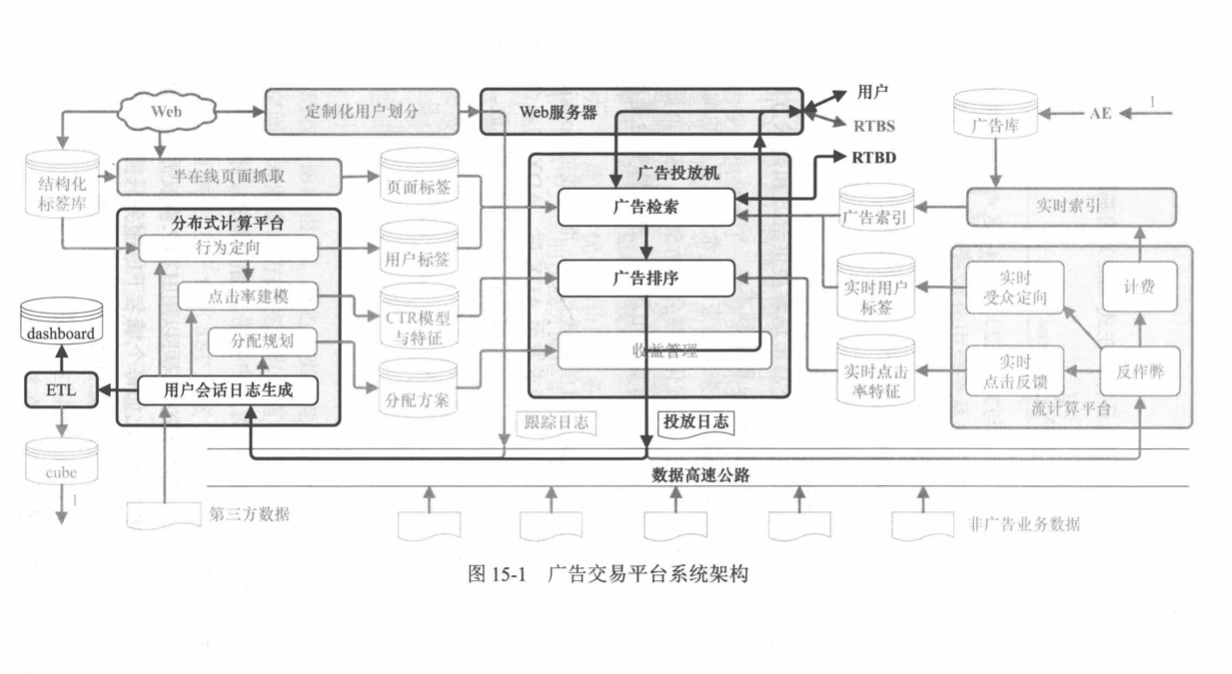 Web
定制化用户划分
Web服务器
用户
RTBS
RTBD
广告库
AE
1
结构化
标签库
半在线页面抓取
页面标签
广告投放机
广告检索
广告索引
实时索引
分布式计算平台
行为定向
用户标签
广告排序
实时用户
标签
实时
受众定向
计费
点击率建模
CTR模型
与特征
dashboard
分配规划
收益管理
实时点击
率特征
实时
点击反馈
反作弊
流计算平台
ETL
用户会话日志生成
分配方案
跟踪日志
投放日志
cube
1
数据高速公路
第三方数据
非广告业务数据
图 15-1 广告交易平台系统架构